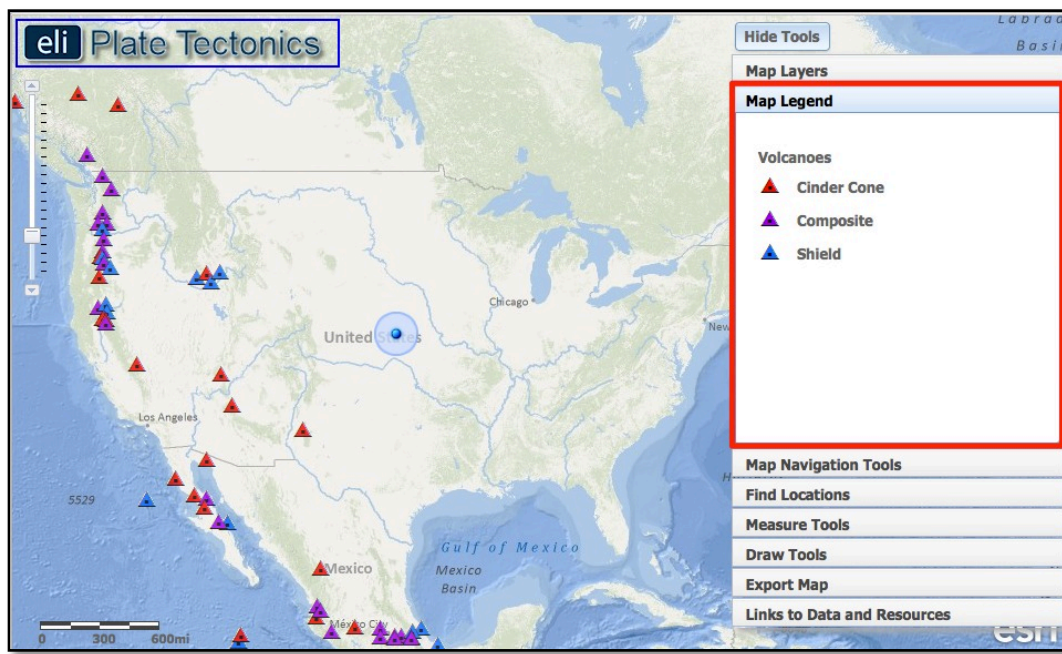 eli Plate Tectonics
Hide Tools
Map Layers
Map Legend
Volcanoes
Cinder Cone
Composite
Shield
Map Navigation Tools
Find Locations
Measure Tools
Draw Tools
Export Map
Links to Data and Resources
Basin
Chicago
United States
New
Los Angeles
5529
Gulf of Mexico
Mexico
Mexico
Basin
México City
0 300 600mi
esri